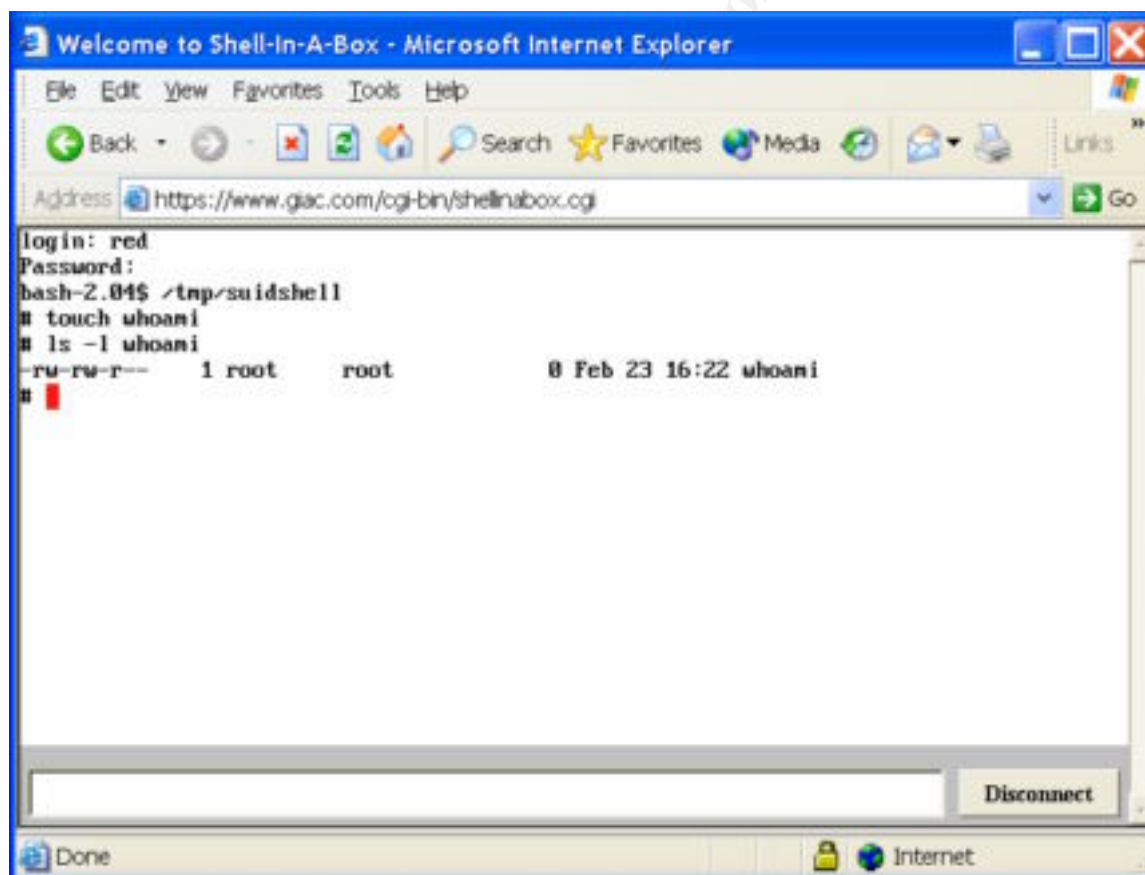 Welcome to Shell-In-A-Box - Microsoft Internet Explorer
File Edit View Favorites Tools Help
Back Search Favorites Media Links »
Address https://www.giac.com/cgi-bin/shellinabox.cgi Go
login: red
Password:
bash-2.04$ /tmp/suidshell
# touch whoami
# ls -l whoami
-rw-rw-r-- 1 root root 0 Feb 23 16:22 whoami
#
Disconnect
Done Internet